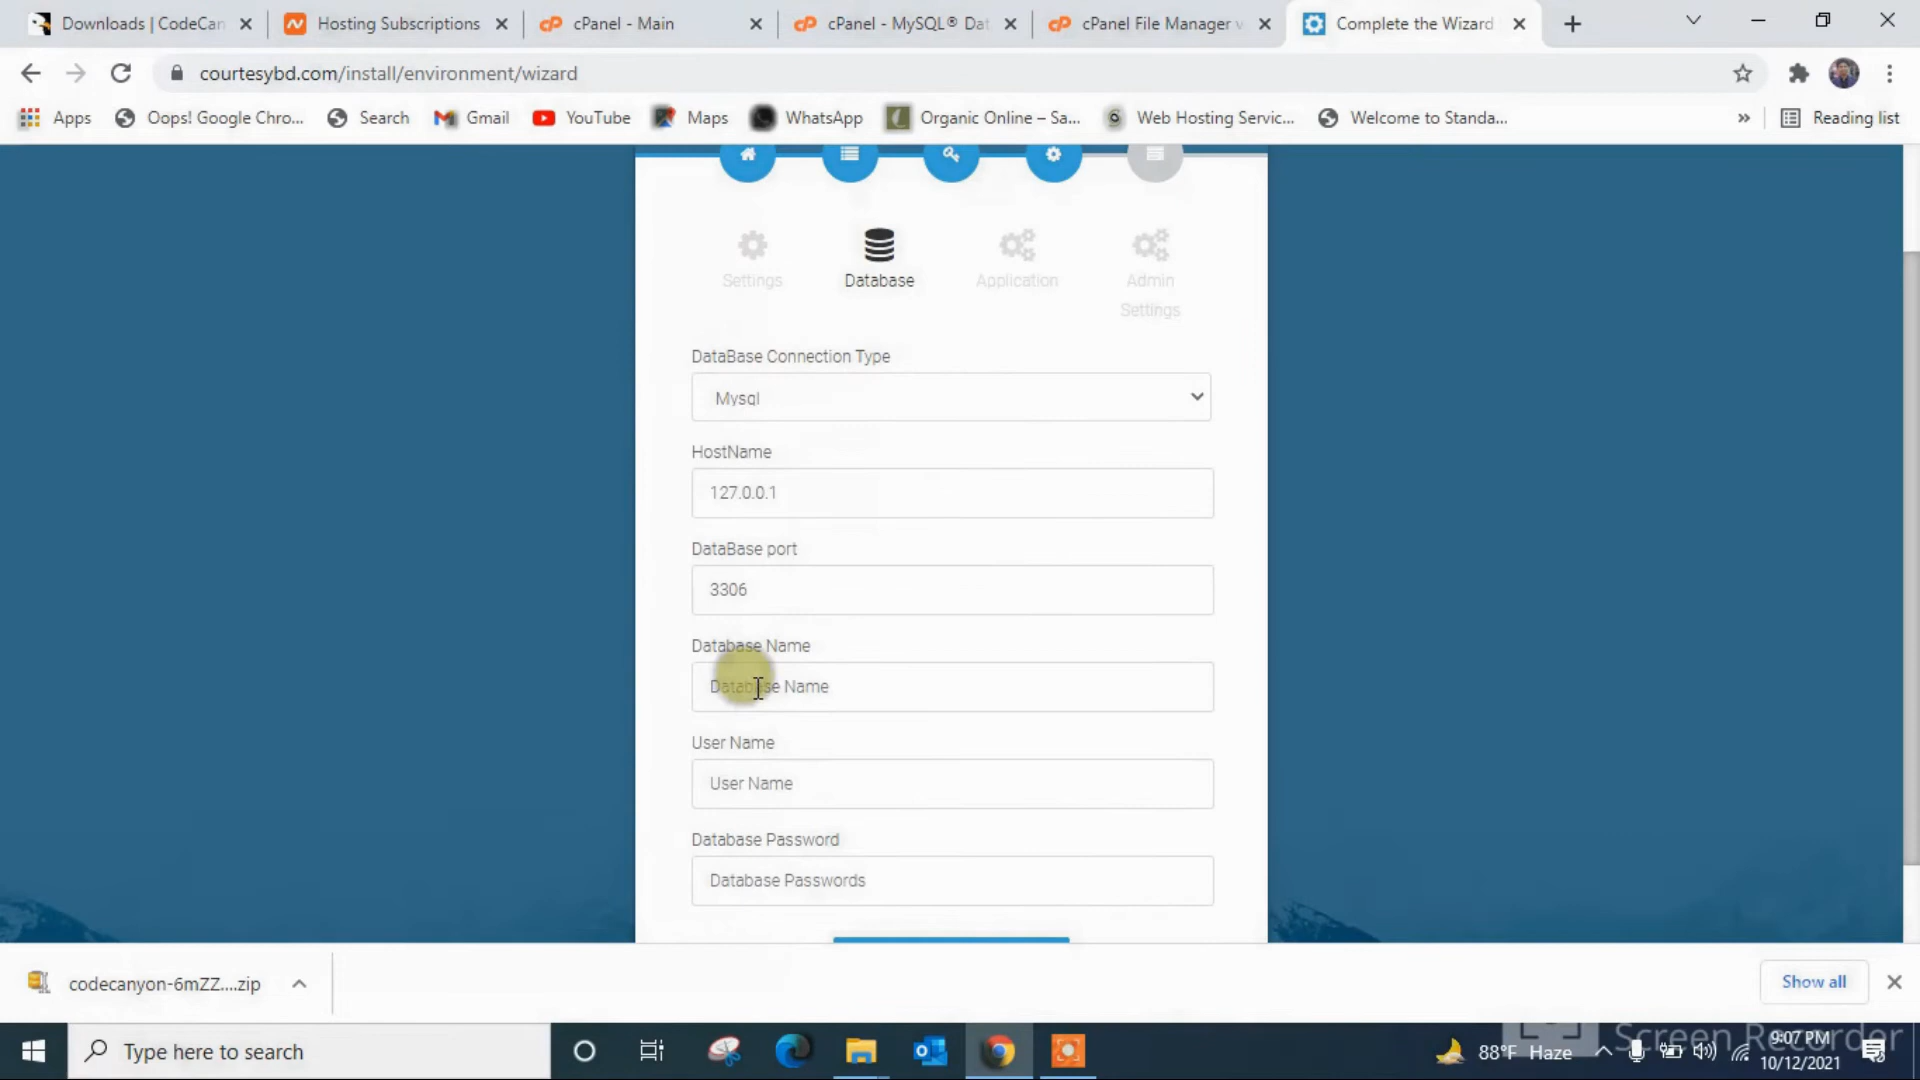 Downloads | CodeCan
Hosting Subscriptions
cPanel - Main
cPanel - MySQL® Dat
cPanel File Manager v
Complete the Wizard
courtesybd.com/install/environment/wizard
Apps
Oops! Google Chro...
Search
Gmail
YouTube
Maps
WhatsApp
Organic Online – Sa...
Web Hosting Servic...
Welcome to Standa...
»
Reading list
Settings
Database
Application
Admin
Settings
DataBase Connection Type
Mysql
HostName
127.0.0.1
DataBase port
3306
Database Name
Database Name
User Name
User Name
Database Password
Database Passwords
codecanyon-6mZZ....zip
Show all
Type here to search
88°F Haze
Screen Recorder
9:07 PM
10/12/2021